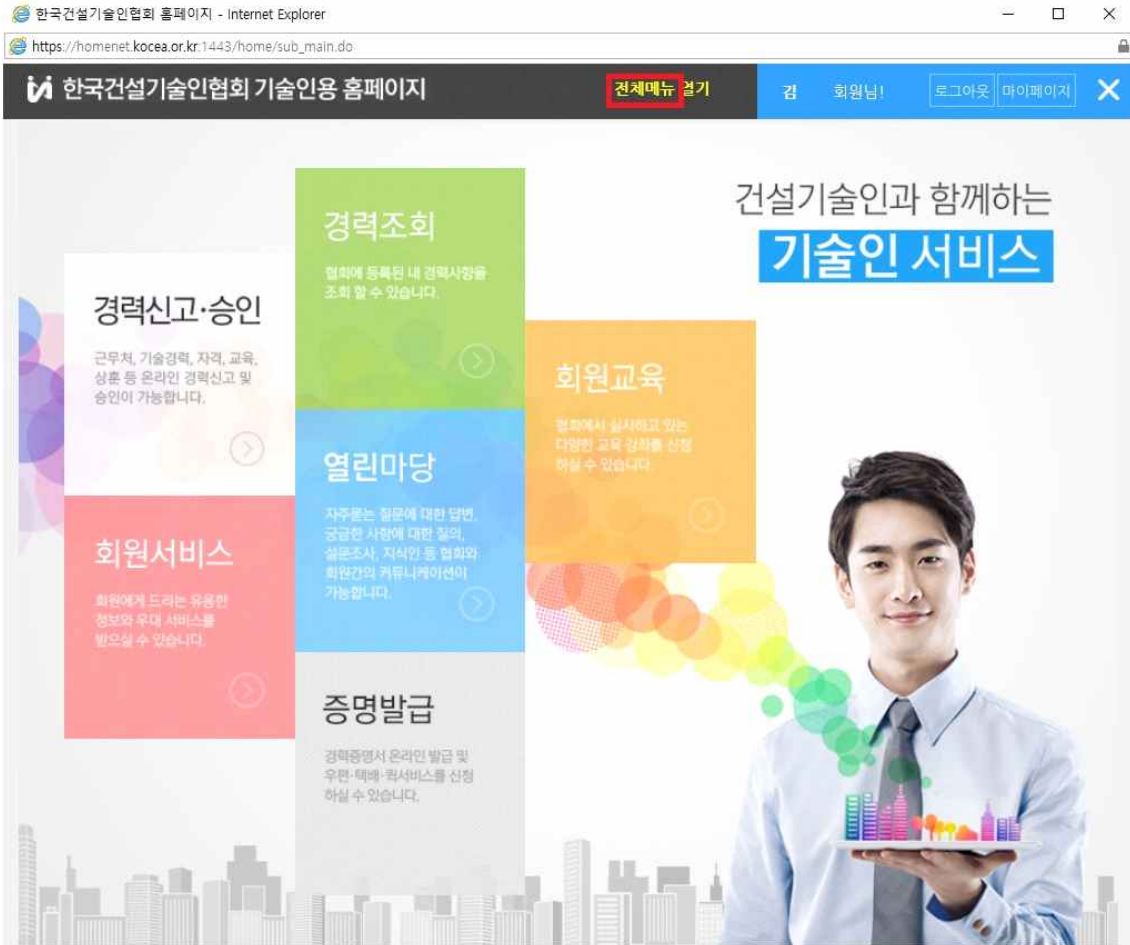 한국건설기술인협회 홈페이지 - Internet Explorer
https://homenet.kocea.or.kr:1443/home/sub_main.do
한국건설기술인협회 기술인용 홈페이지
전체메뉴 열기
김 회원님!
로그아웃
마이페이지
건설기술인과 함께하는
기술인 서비스
경력조회
협회에 등록된 내 경력사항을
조회 할 수 있습니다.
경력신고·승인
근무처, 기술경력, 자격, 교육,
상훈 등 온라인 경력신고 및
승인이 가능합니다.
회원교육
협회에서 실시하고 있는
다양한 교육 강좌를 신청
하실 수 있습니다.
열린마당
자주묻는 질문에 대한 답변,
궁금한 사항에 대한 질의,
설문조사, 지식인 등 협회와
회원간의 커뮤니케이션이
가능합니다.
회원서비스
회원에게 드리는 유용한
정보와 우대 서비스를
받으실 수 있습니다.
증명발급
경력증명서 온라인 발급 및
우편·택배·퀵서비스를 신청
하실 수 있습니다.